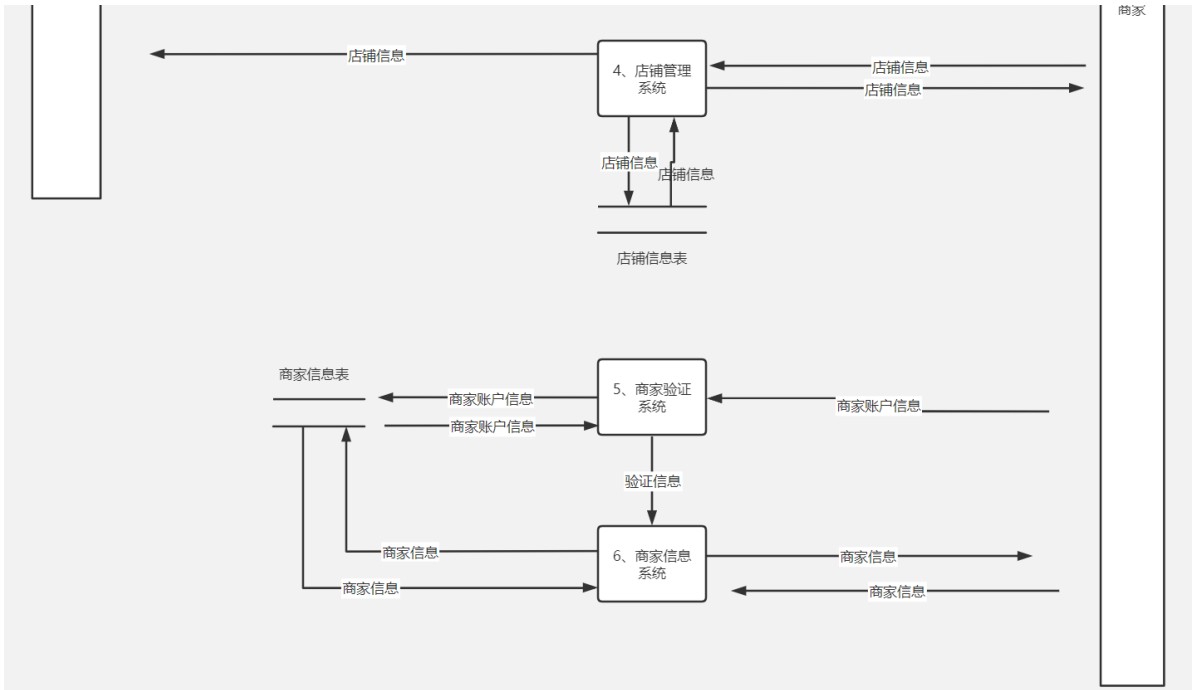 商家
店铺信息
4、店铺管理
系统
店铺信息
店铺信息
店铺信息
店铺信息
店铺信息表
商家信息表
5、商家验证
系统
商家账户信息
商家账户信息
商家账户信息
验证信息
6、商家信息
系统
商家信息
商家信息
商家信息
商家信息